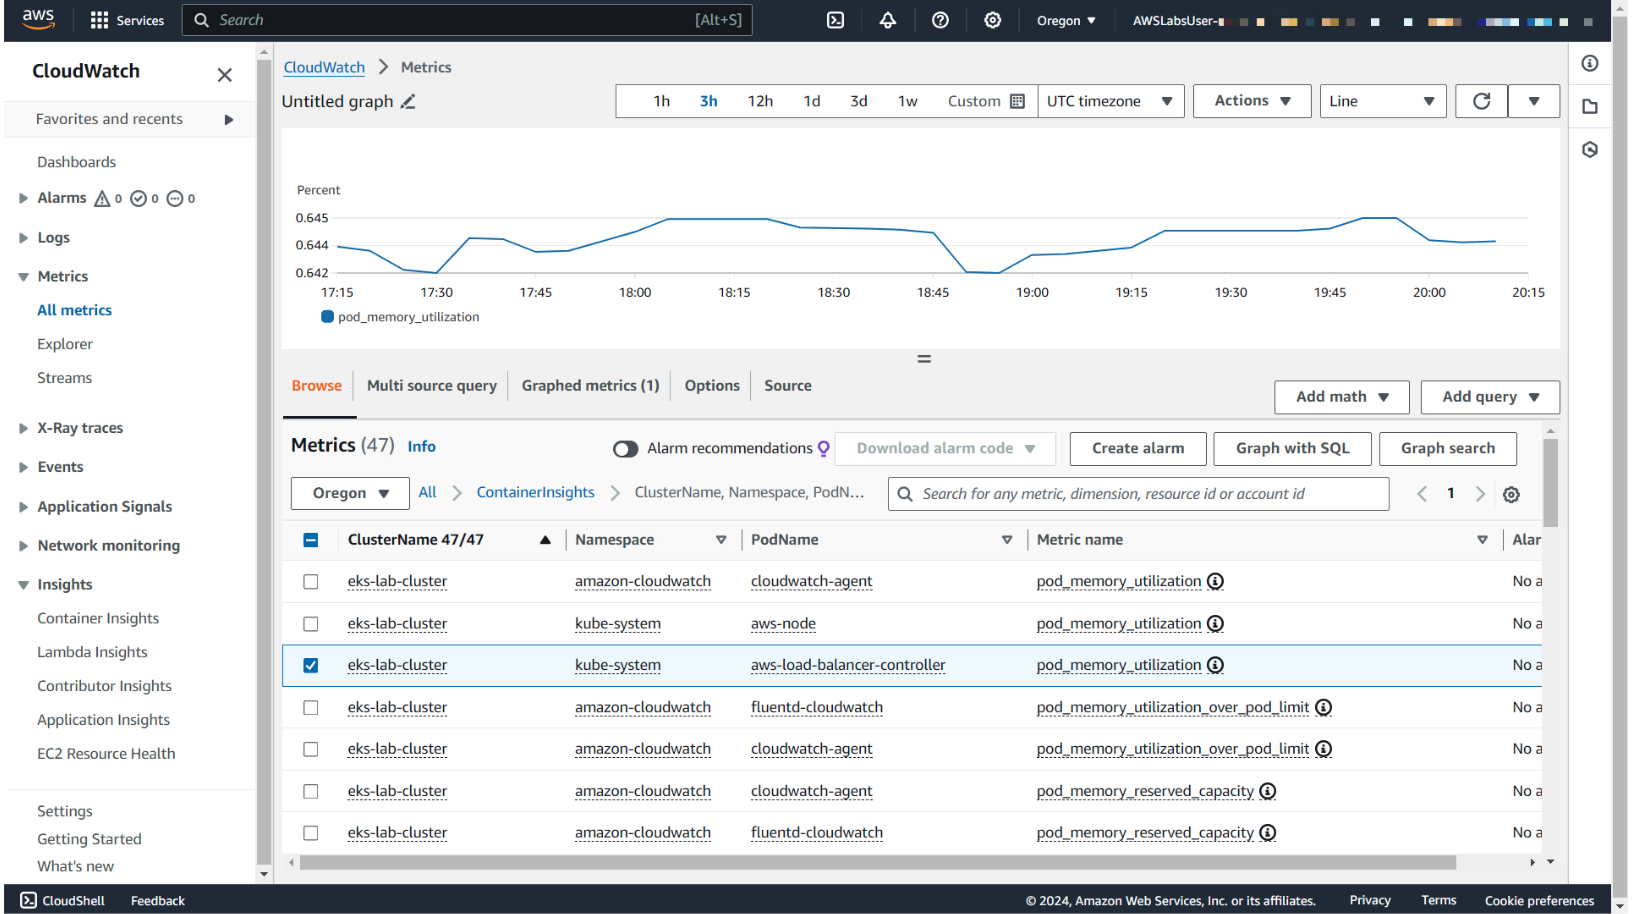 aws
Services
Search
[Alt+S]
Oregon
AWSLabsUser-
CloudWatch
Favorites and recents
Dashboards
Alarms 0 0 0
Logs
Metrics
All metrics
Explorer
Streams
X-Ray traces
Events
Application Signals
Network monitoring
Insights
Container Insights
Lambda Insights
Contributor Insights
Application Insights
EC2 Resource Health
Settings
Getting Started
What's new
CloudWatch Metrics
Untitled graph
1h 3h 12h 1d 3d 1w Custom UTC timezone Actions Line
Percent
0.645
0.644
0.642
17:15 17:30 17:45 18:00 18:15 18:30 18:45 19:00 19:15 19:30 19:45 20:00 20:15
pod_memory_utilization
Browse Multi source query Graphed metrics (1) Options Source Add math Add query
Metrics (47) Info Alarm recommendations Download alarm code Create alarm Graph with SQL Graph search
Oregon All ContainerInsights ClusterName, Namespace, PodN... Search for any metric, dimension, resource id or account id 1
ClusterName 47/47 Namespace PodName Metric name Alar
eks-lab-cluster amazon-cloudwatch cloudwatch-agent pod_memory_utilization No a
eks-lab-cluster kube-system aws-node pod_memory_utilization No a
eks-lab-cluster kube-system aws-load-balancer-controller pod_memory_utilization No a
eks-lab-cluster amazon-cloudwatch fluentd-cloudwatch pod_memory_utilization_over_pod_limit No a
eks-lab-cluster amazon-cloudwatch cloudwatch-agent pod_memory_utilization_over_pod_limit No a
eks-lab-cluster amazon-cloudwatch cloudwatch-agent pod_memory_reserved_capacity No a
eks-lab-cluster amazon-cloudwatch fluentd-cloudwatch pod_memory_reserved_capacity No a
CloudShell Feedback © 2024, Amazon Web Services, Inc. or its affiliates. Privacy Terms Cookie preferences